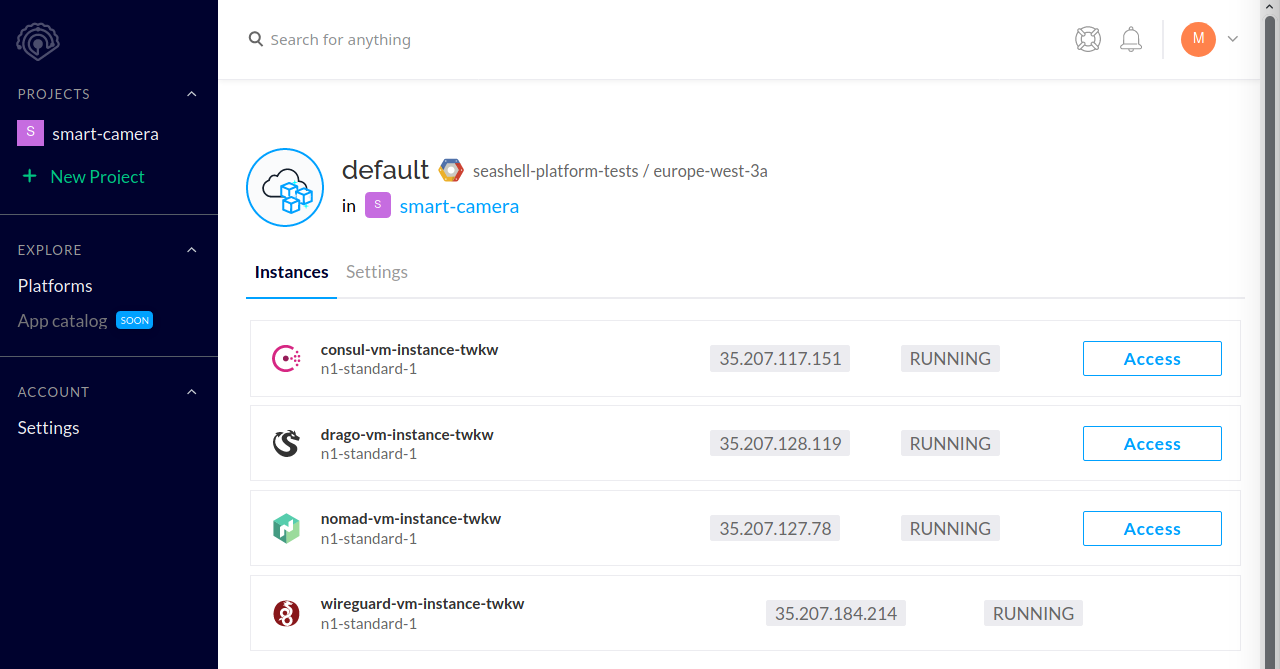 Search for anything
M
PROJECTS
S smart-camera
+ New Project
EXPLORE
Platforms
App catalog SOON
ACCOUNT
Settings
default seashell-platform-tests / europe-west-3a
in S smart-camera
Instances Settings
consul-vm-instance-twkw
n1-standard-1
35.207.117.151 RUNNING Access
drago-vm-instance-twkw
n1-standard-1
35.207.128.119 RUNNING Access
nomad-vm-instance-twkw
n1-standard-1
35.207.127.78 RUNNING Access
wireguard-vm-instance-twkw
n1-standard-1
35.207.184.214 RUNNING